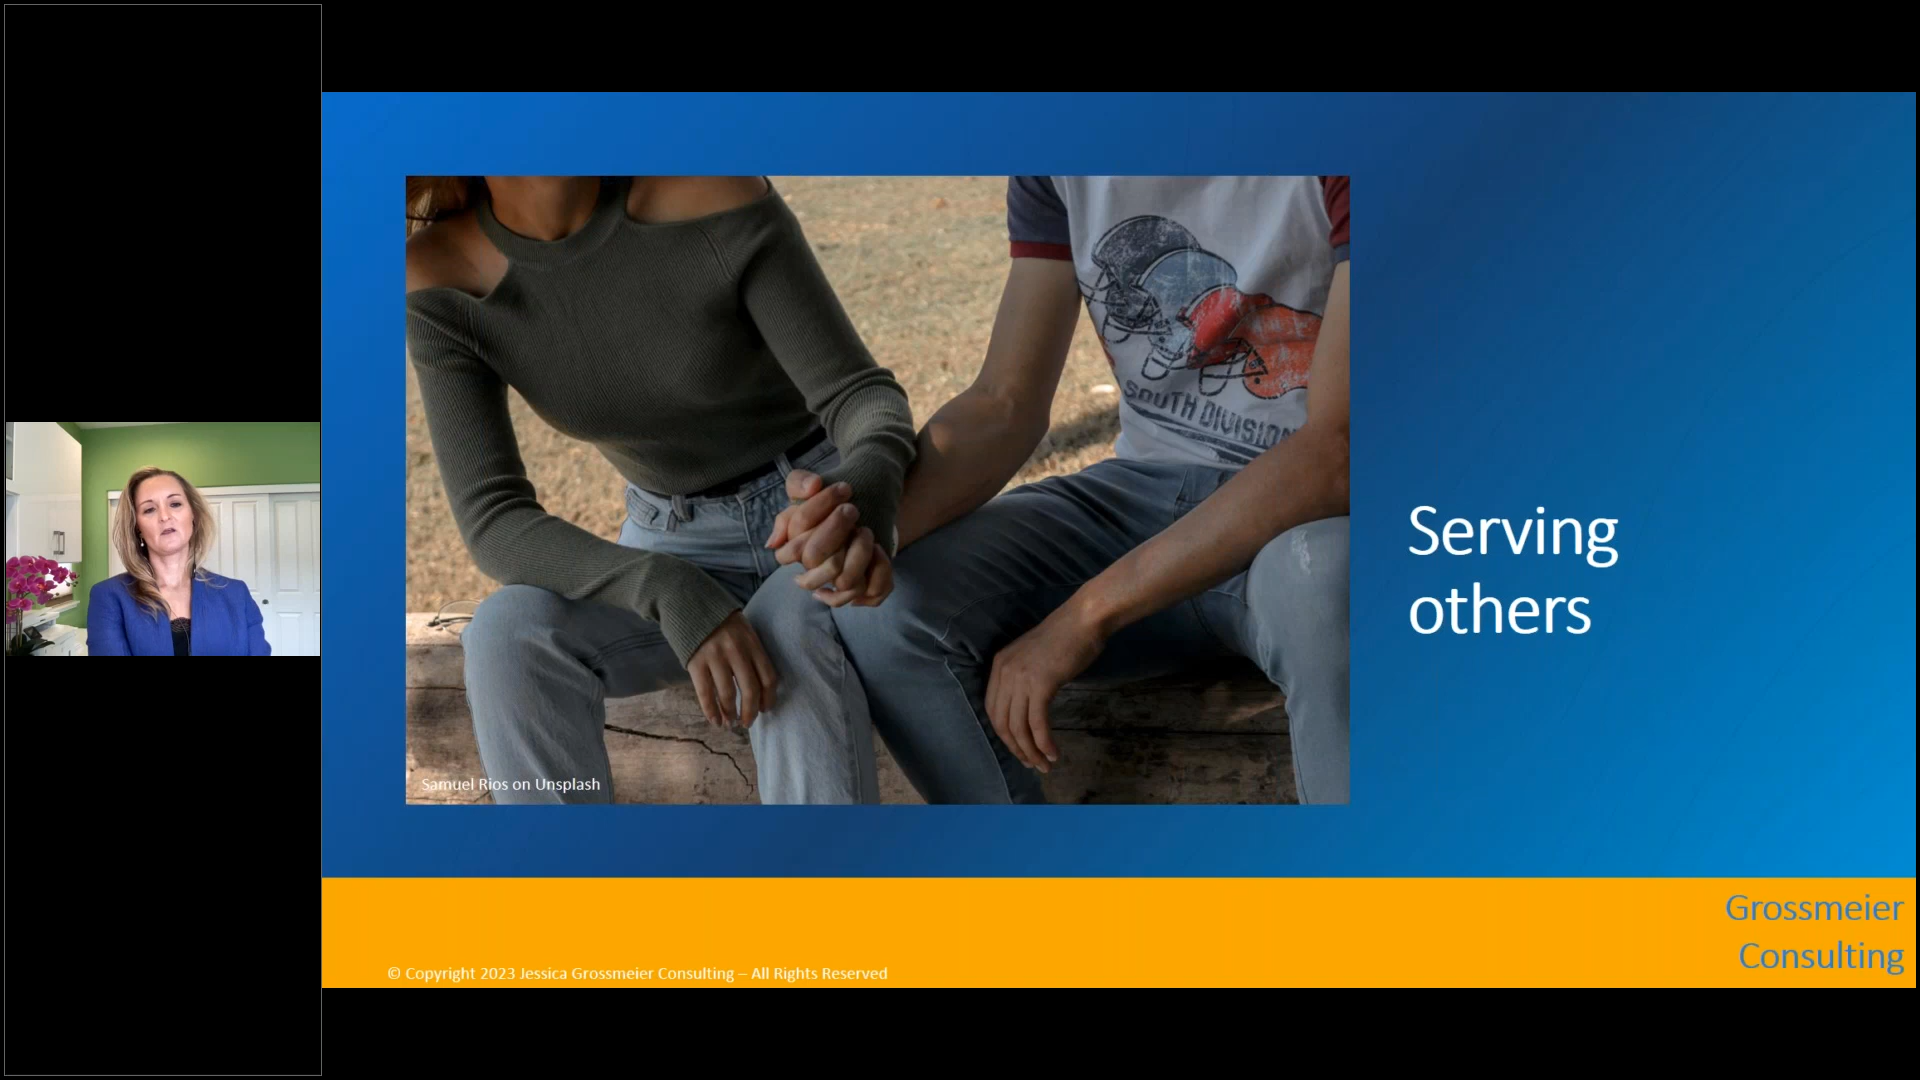 SOUTH DIVISION
Serving
others
Samuel Rios on Unsplash
Grossmeier
Consulting
© Copyright 2023 Jessica Grossmeier Consulting – All Rights Reserved